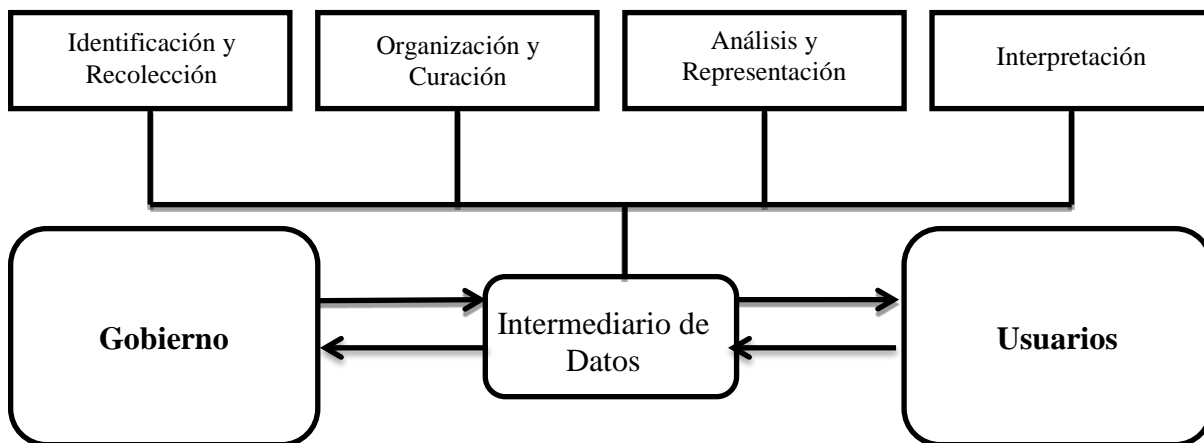 Identificación y
Recolección
Organización y
Curación
Análisis y
Representación
Interpretación
Gobierno
Intermediario de
Datos
Usuarios